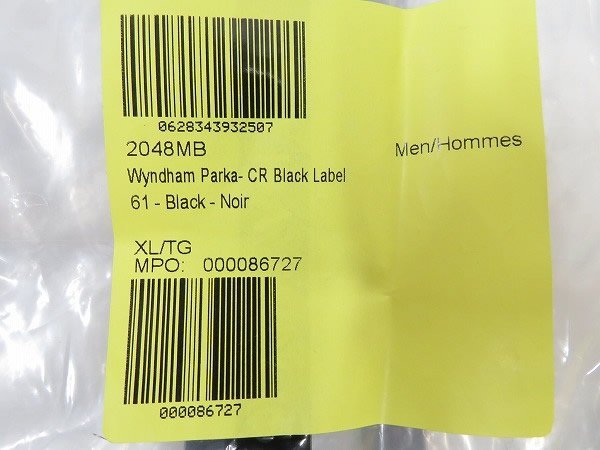 0628343932507
2048MB
Men/Hommes
Wyndham Parka- CR Black Label
61 - Black - Noir
XL/TG
MPO: 000086727
000086727